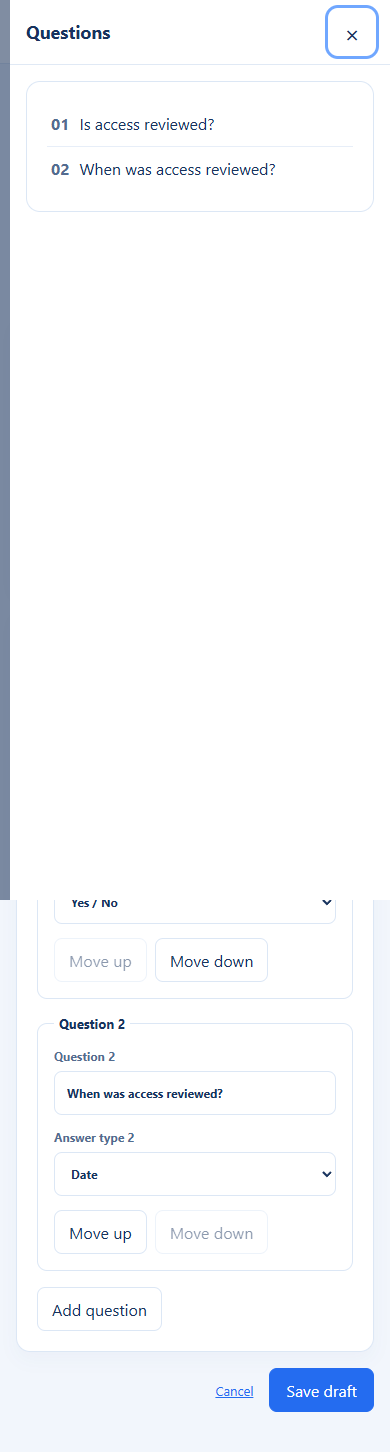 Questions
×
01 Is access reviewed?
02 When was access reviewed?
Yes / No
Move up Move down
Question 2
Question 2
When was access reviewed?
Answer type 2
Date
Move up Move down
Add question
Cancel Save draft